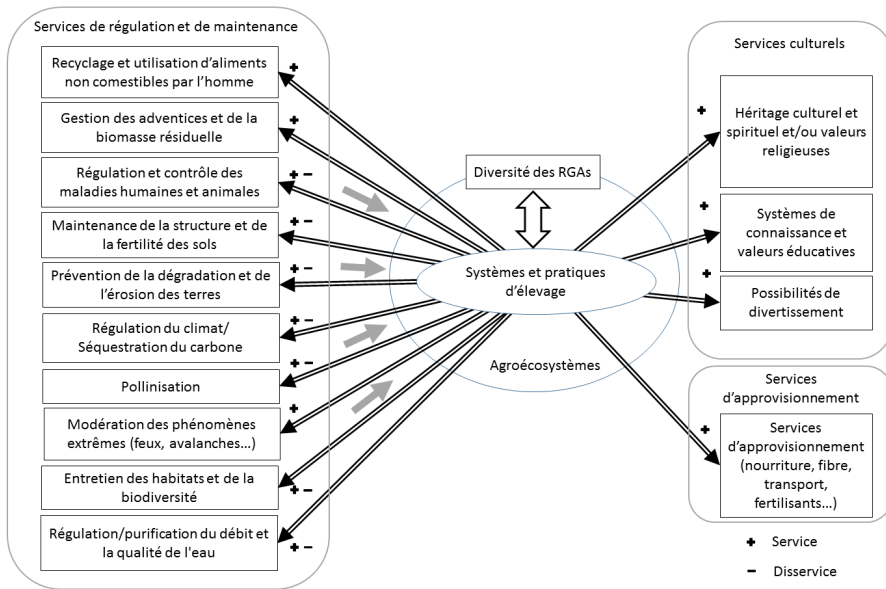 Services de régulation et de maintenance
Recyclage et utilisation d'aliments
non comestibles par l'homme
+
Gestion des adventices et de la
biomasse résiduelle
+
Régulation et contrôle des
maladies humaines et animales
+ −
Maintenance de la structure et de
la fertilité des sols
+ −
Prévention de la dégradation et de
l'érosion des terres
+ −
Régulation du climat/
Séquestration du carbone
+ −
Pollinisation
+ −
Modération des phénomènes
extrêmes (feux, avalanches...)
+
Entretien des habitats et de la
biodiversité
+ −
Régulation/purification du débit et
la qualité de l'eau
+ −
Diversité des RGAs
Systèmes et pratiques
d'élevage
Agroécosystèmes
Services culturels
+
Héritage culturel et
spirituel et/ou valeurs
religieuses
+
Systèmes de
connaissance et
valeurs éducatives
+
Possibilités de
divertissement
Services
d'approvisionnement
+
Services
d'approvisionnement
(nourriture, fibre,
transport,
fertilisants...)
+ Service
− Disservice